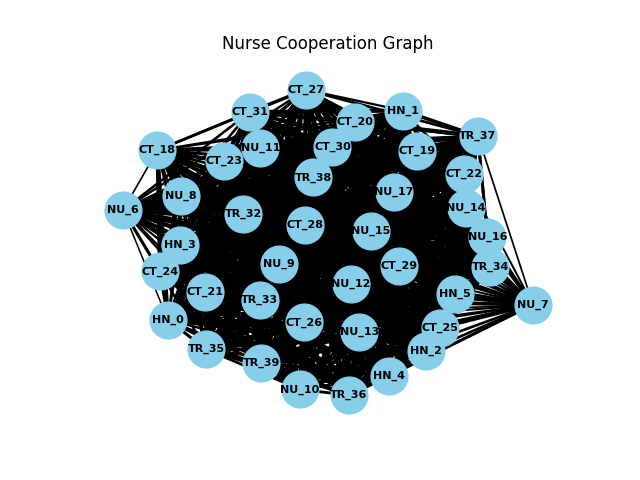 Nurse Cooperation Graph
CT_27
CT_31
HN_1
CT_20
TR_37
NU_11
CT_30
CT_18
CT_19
CT_23
CT_22
TR_38
NU_17
NU_8
NU_14
NU_6
TR_32
CT_28
NU_15
NU_16
HN_3
NU_9
CT_29
TR_34
CT_24
NU_12
CT_21
HN_5
TR_33
NU_7
HN_0
CT_26
CT_25
NU_13
TR_35
HN_2
TR_39
HN_4
NU_10
TR_36